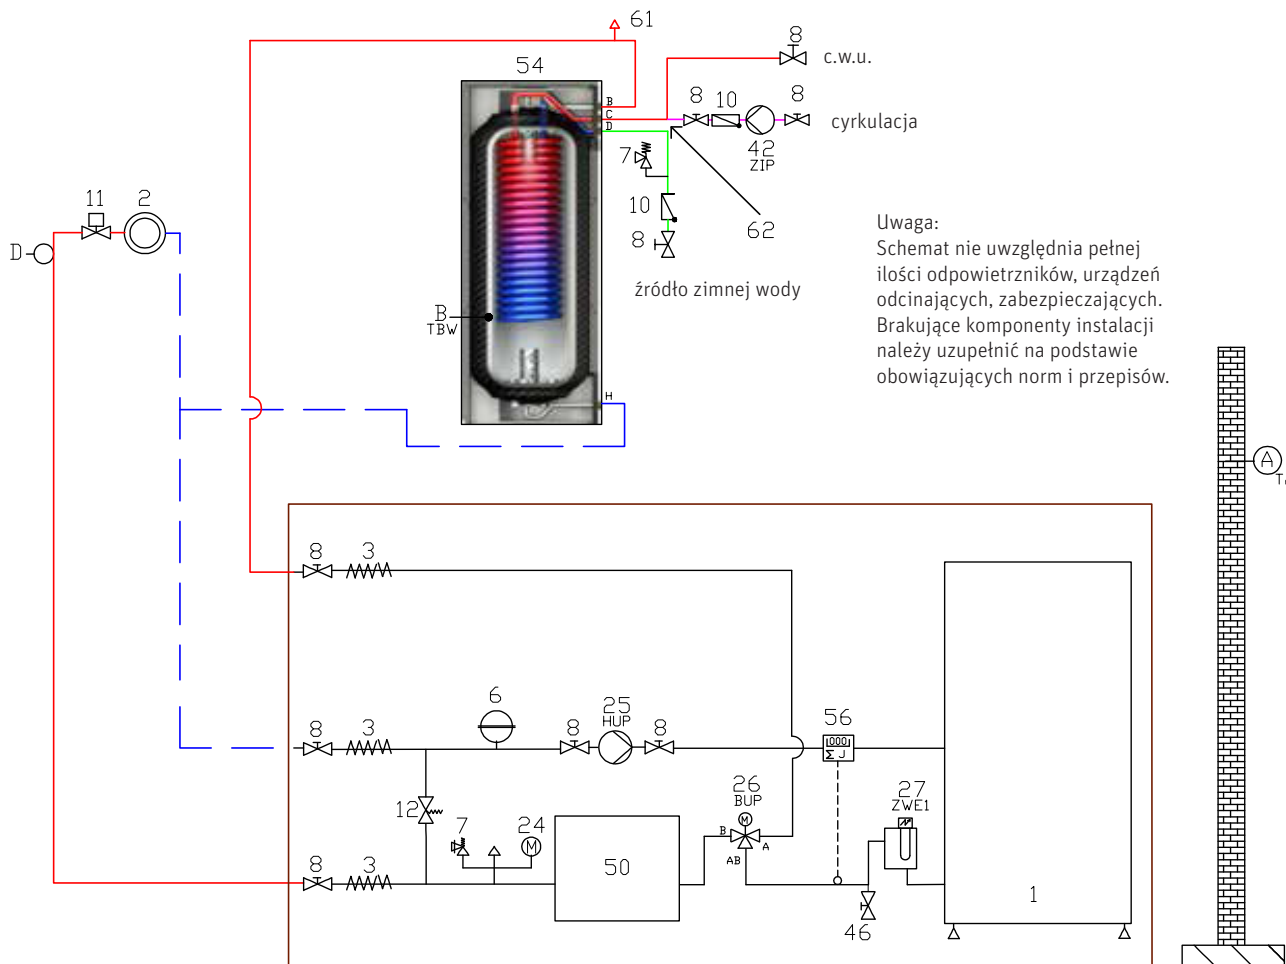 61
8
c.w.u.
54
B
C
D
8
10
8
cyrkulacja
42
ZIP
7
10
62
8
źródło zimnej wody
11
2
D
B
TBW
H
Uwaga:
Schemat nie uwzględnia pełnej
ilości odpowietrzników, urządzeń
odcinających, zabezpieczających.
Brakujące komponenty instalacji
należy uzupełnić na podstawie
obowiązujących norm i przepisów.
A
8
3
6
25
HUP
8
8
56
8
3
000
Σ J
26
BUP
M
B
A
AB
27
ZWE1
12
7
24
M
8
3
50
46
1